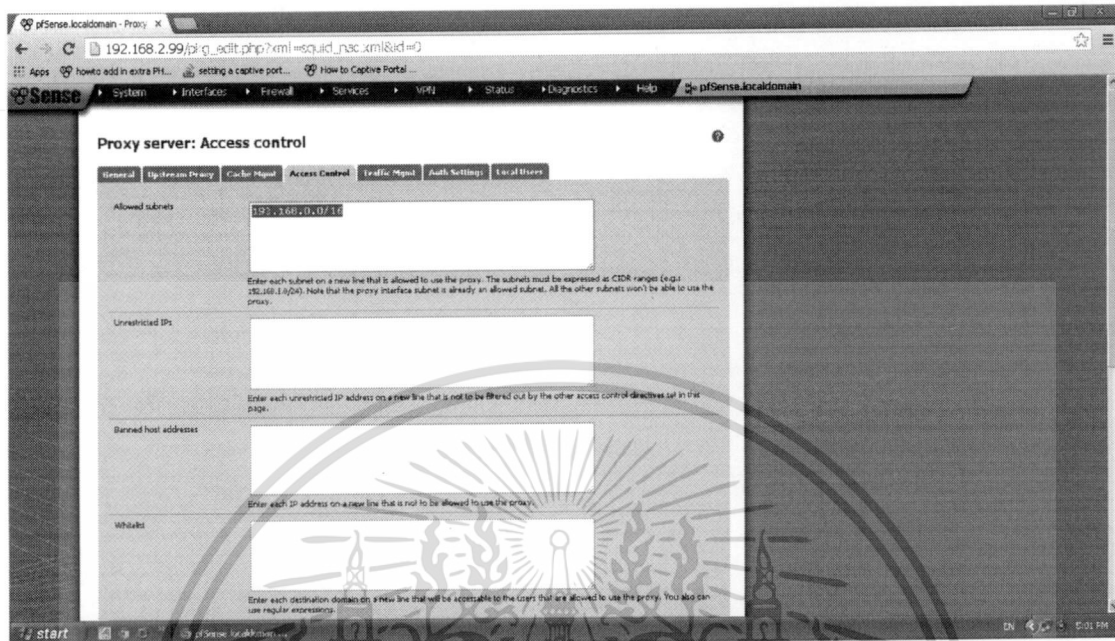 pfSense.localdomain - Proxy
192.168.2.99/pkg_edit.php?xml=squid_nac.xml&id=0
Apps howto add in extra PH... setting a captive port... How to Captive Portal ...
Sense System Interfaces Firewall Services VPN Status Diagnostics Help pfSense.localdomain
Proxy server: Access control
General Upstream Proxy Cache Mgmt Access Control Traffic Mgmt Auth Settings Local Users
Allowed subnets
192.168.0.0/16
Enter each subnet on a new line that is allowed to use the proxy. The subnets must be expressed as CIDR ranges (e.g.:
192.168.1.0/24). Note that the proxy interface subnet is already an allowed subnet. All the other subnets won't be able to use the
proxy.
Unrestricted IPs
Enter each unrestricted IP address on a new line that is not to be filtered out by the other access control directives set in this
page.
Banned host addresses
Enter each IP address on a new line that is not to be allowed to use the proxy.
Whitelist
Enter each destination domain on a new line that will be accessable to the users that are allowed to use the proxy. You also can
use regular expressions.
start pfSense.localdomain ... EN 5:01 PM